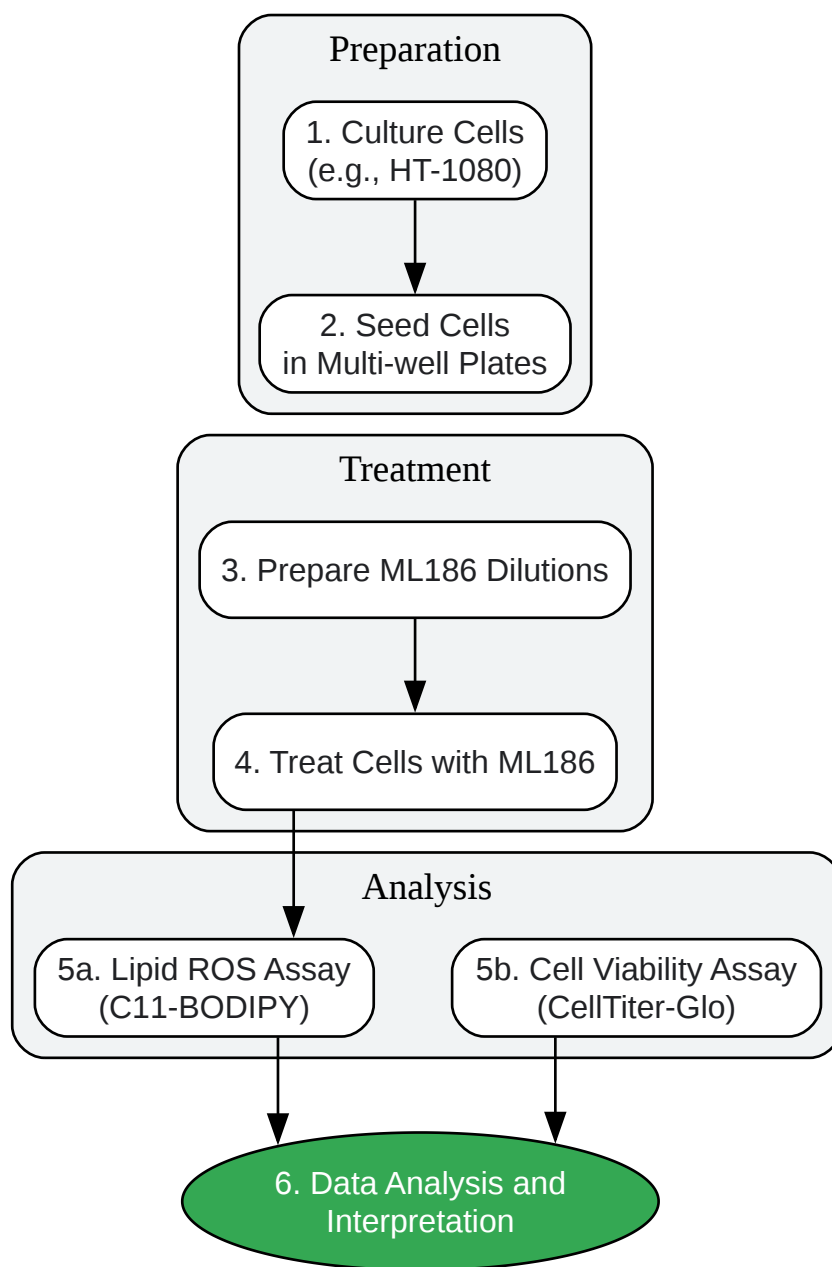 Preparation
1. Culture Cells
(e.g., HT-1080)
2. Seed Cells
in Multi-well Plates
Treatment
3. Prepare ML186 Dilutions
4. Treat Cells with ML186
Analysis
5a. Lipid ROS Assay
(C11-BODIPY)
5b. Cell Viability Assay
(CellTiter-Glo)
6. Data Analysis and
Interpretation